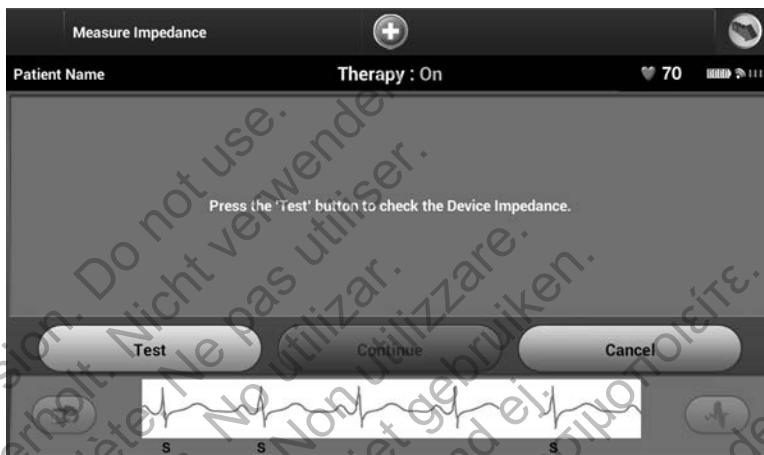 Measure Impedance
Patient Name
Therapy : On
70
Press the 'Test' button to check the Device Impedance.
Test
Continue
Cancel
S
S
S
Do not use.
Nicht verwenden
Ne pas utiliser.
No utilizar.
Non utilizzare.
Niet gebruiken.